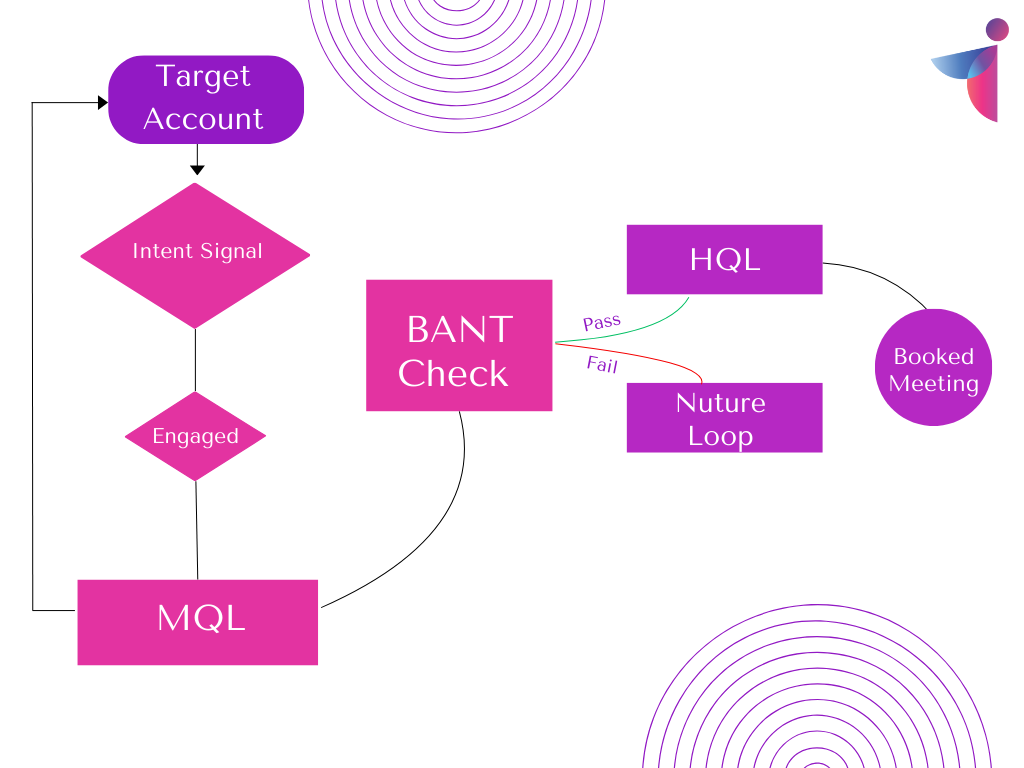 Target
Account
Intent Signal
Engaged
MQL
BANT
Check
Pass
Fail
HQL
Nuture
Loop
Booked
Meeting